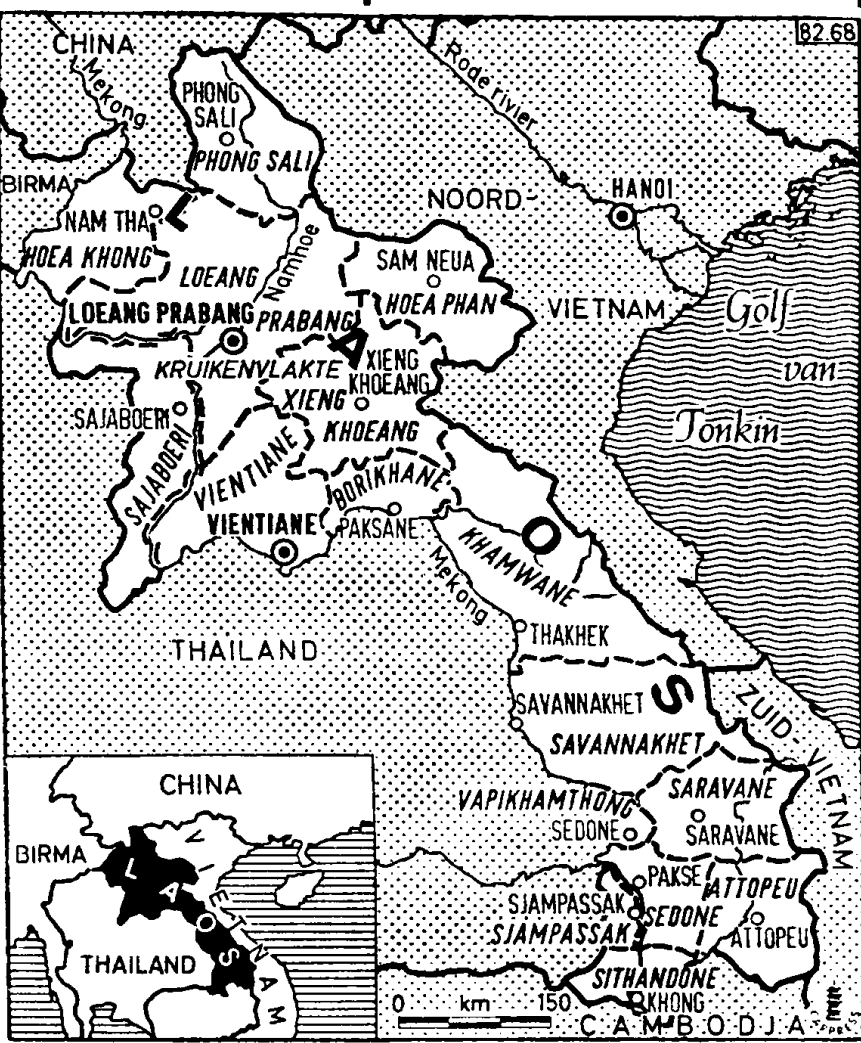 82.68
CHINA
Mekong
Rode rivier
PHONG
SALI
PHONG SALI
BIRMA
NOORD-
VIETNAM
HANOI
NAM THA
HOEA KHONG
L
A
O
S
LOEANG
PRABANG
Namhoe
SAM NEUA
HOEA PHAN
LOEANG PRABANG
Golf
van
Tonkin
KRUIKENVLAKTE
XIENG
KHOEANG
XIENG
KHOEANG
SAJABOERI
SAJABOERI
VIENTIANE
VIENTIANE
BORIKHANE
PAKSANE
KHAMWANE
Mekong
THAKHEK
THAILAND
SAVANNAKHET
SAVANNAKHET
ZUID-VIETNAM
VAPIKHAMTHONG
SARAVANE
SARAVANE
SEDONE
PAKSE
ATTOPEU
SJAMPASSAK
SEDONE
SJAMPASSAK
ATTOPEU
SITHANDONE
KHONG
0 km 150
CAMBODJA
CHINA
BIRMA
VIETNAM
LAOS
THAILAND